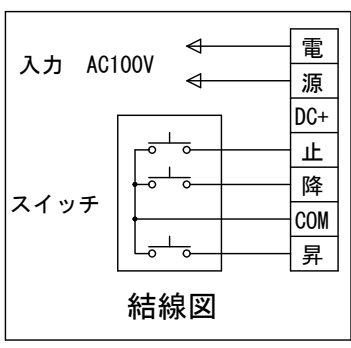 入力 AC100V
電
源
DC+
止
降
COM
昇
スイッチ
結線図